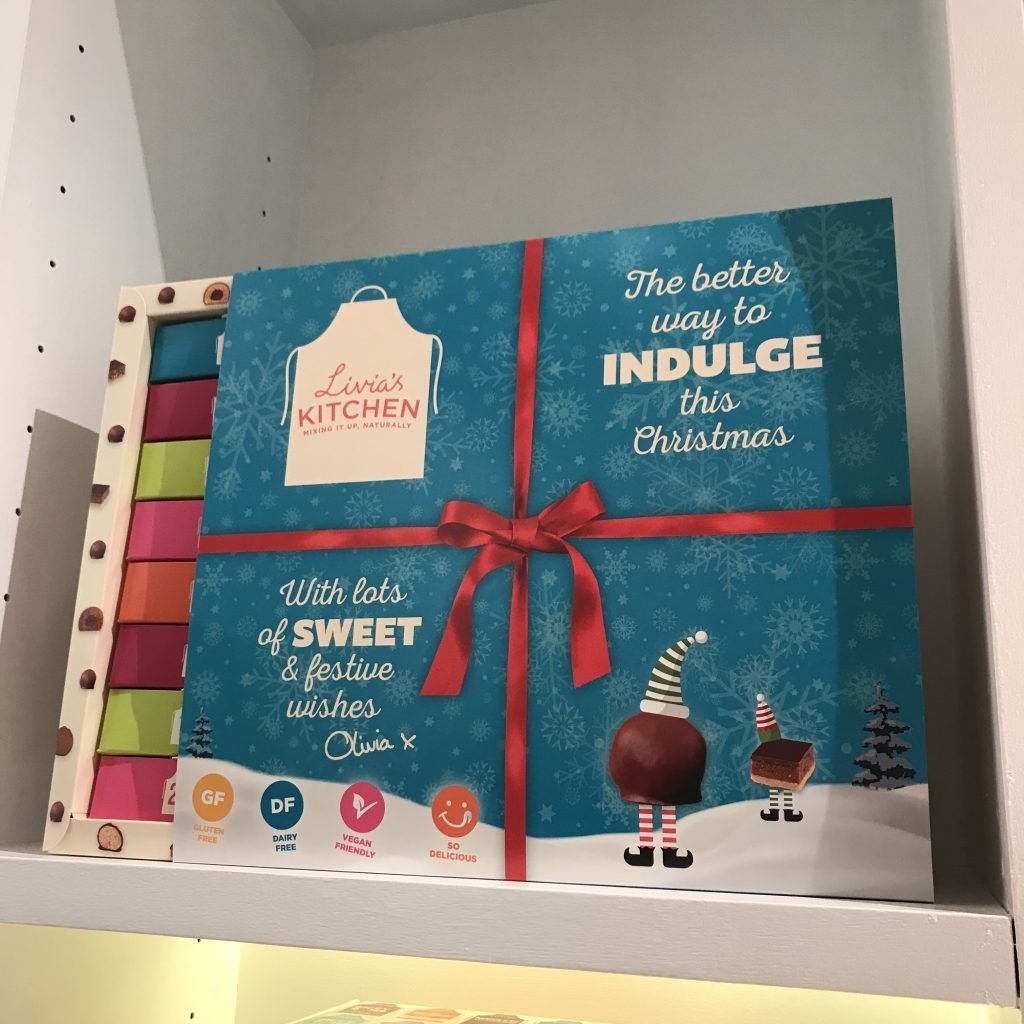 Livia's
KITCHEN
MIXING IT UP, NATURALLY
The better
way to
INDULGE
this
Christmas
With lots
of SWEET
& festive
wishes
Olivia x
GF
GLUTEN
FREE
DF
DAIRY
FREE
VEGAN
FRIENDLY
SO
DELICIOUS